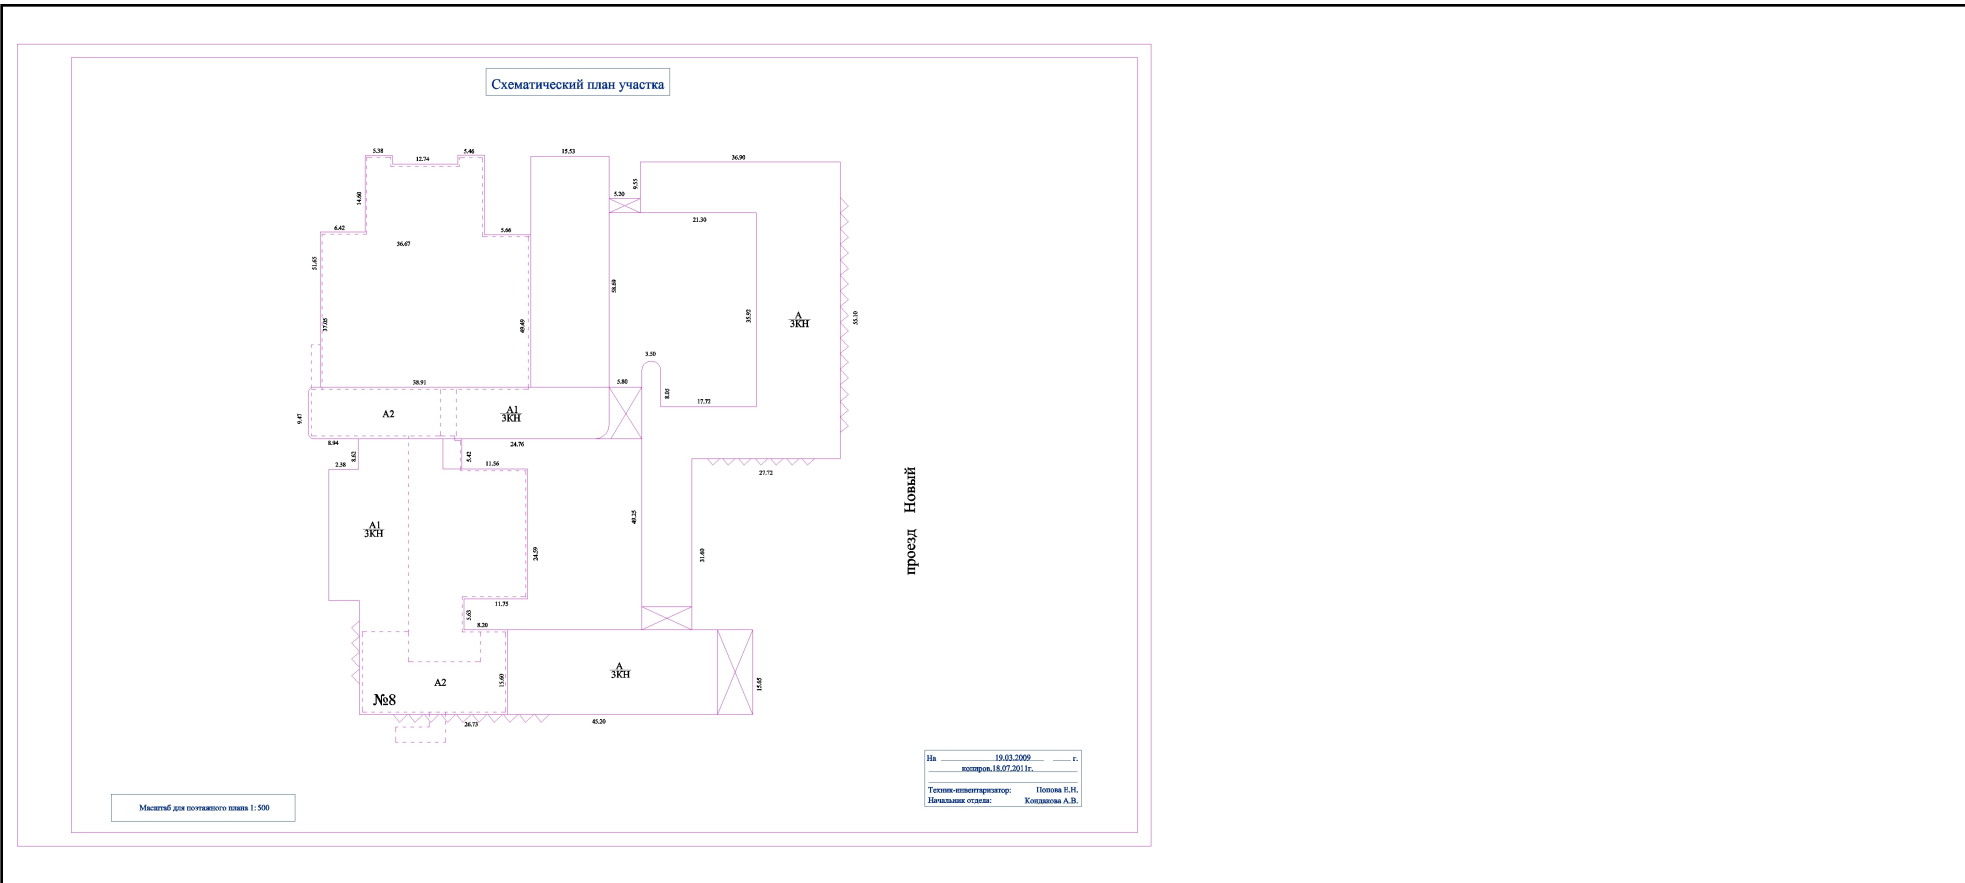 Схематический план участка
5.38
12.74
5.46
15.53
36.90
14.60
5.20
9.55
21.30
6.42
5.66
36.67
51.65
58.69
37.05
49.49
35.92
А
3КН
55.10
3.50
38.91
5.80
8.05
17.72
9.47
А2
А1
3КН
8.94
24.76
8.62
5.42
2.38
11.56
27.72
проезд Новый
49.25
А1
3КН
24.59
31.60
11.75
5.63
8.20
А
3КН
А2
15.60
15.65
№8
26.73
45.20
На 19.03.2009 г.
копиров.18.07.2011г.
Техник-инвентаризатор: Попова Е.Н.
Начальник отдела: Кондакова А.В.
Масштаб для поэтажного плана 1: 500